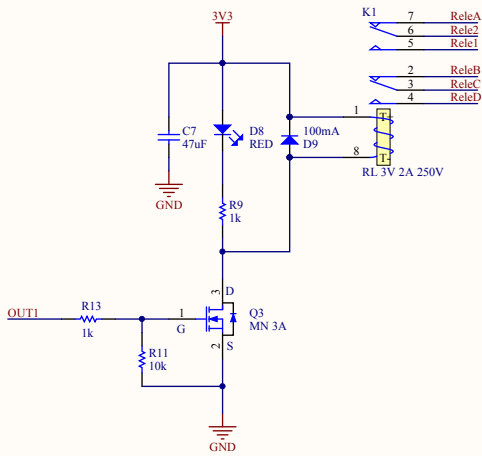 K1
3V3
7 ReleA
6 Rele2
5 Rele1
2 ReleB
3 ReleC
4 ReleD
C7
47uF
D8
RED
100mA
D9
1
T+
8
T-
RL 3V 2A 250V
GND
R9
1k
3 D
OUT1
R13
1k
1
G
Q3
MN 3A
2 S
R11
10k
GND